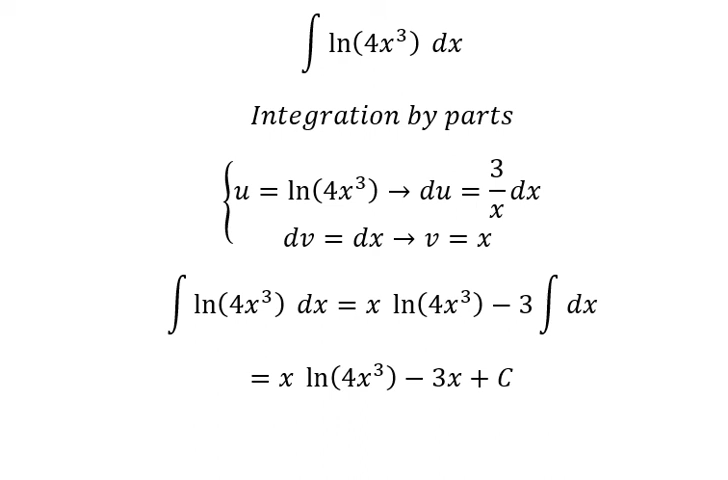 ∫ ln(4x³) dx
Integration by parts
{u = ln(4x³) → du = 3/x dx
dv = dx → v = x
∫ ln(4x³) dx = x ln(4x³) − 3 ∫ dx
= x ln(4x³) − 3x + C